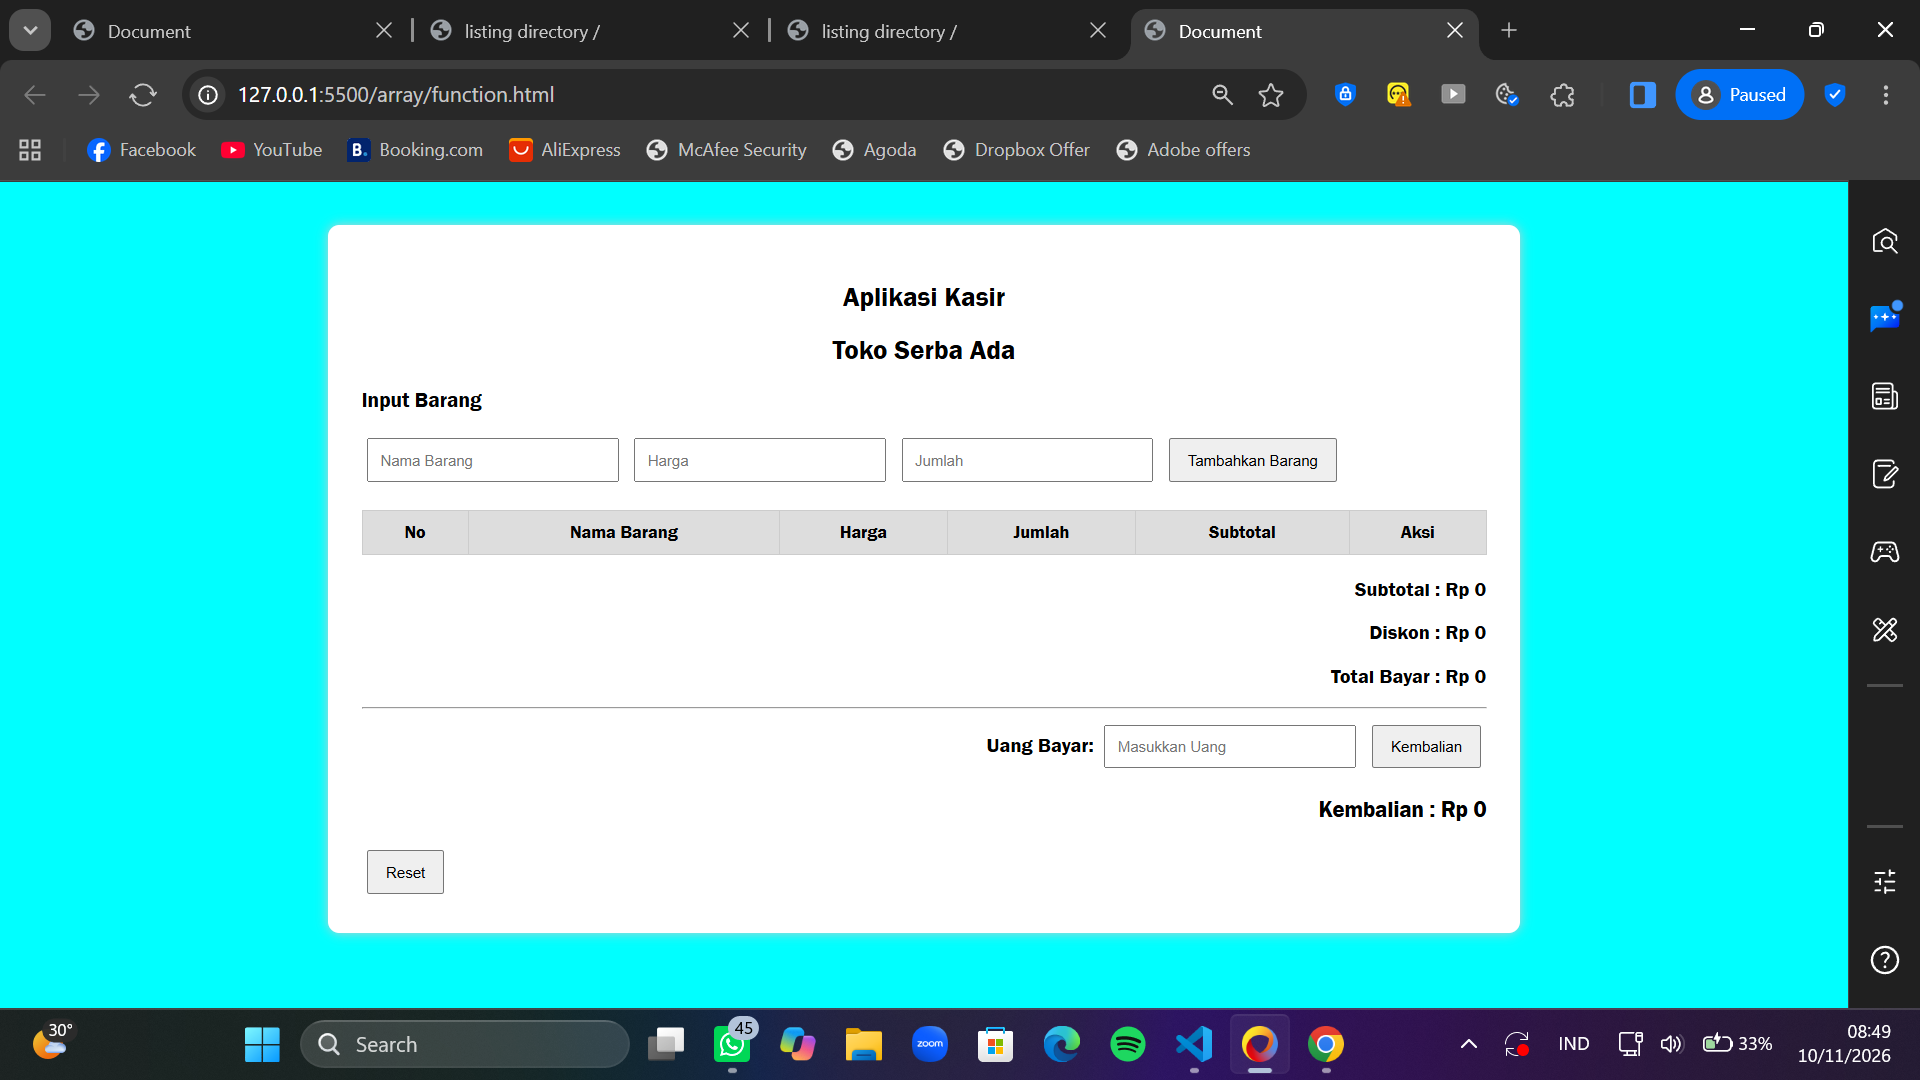 Document
listing directory /
listing directory /
Document
127.0.0.1:5500/array/function.html
Paused
Facebook
YouTube
B.
Booking.com
AliExpress
McAfee Security
Agoda
Dropbox Offer
Adobe offers
Aplikasi Kasir
Toko Serba Ada
Input Barang
Nama Barang
Harga
Jumlah
Tambahkan Barang
No
Nama Barang
Harga
Jumlah
Subtotal
Aksi
Subtotal : Rp 0
Diskon : Rp 0
Total Bayar : Rp 0
Uang Bayar:
Masukkan Uang
Kembalian
Kembalian : Rp 0
Reset
30°
Search
45
zoom
IND
33%
08:49
10/11/2026